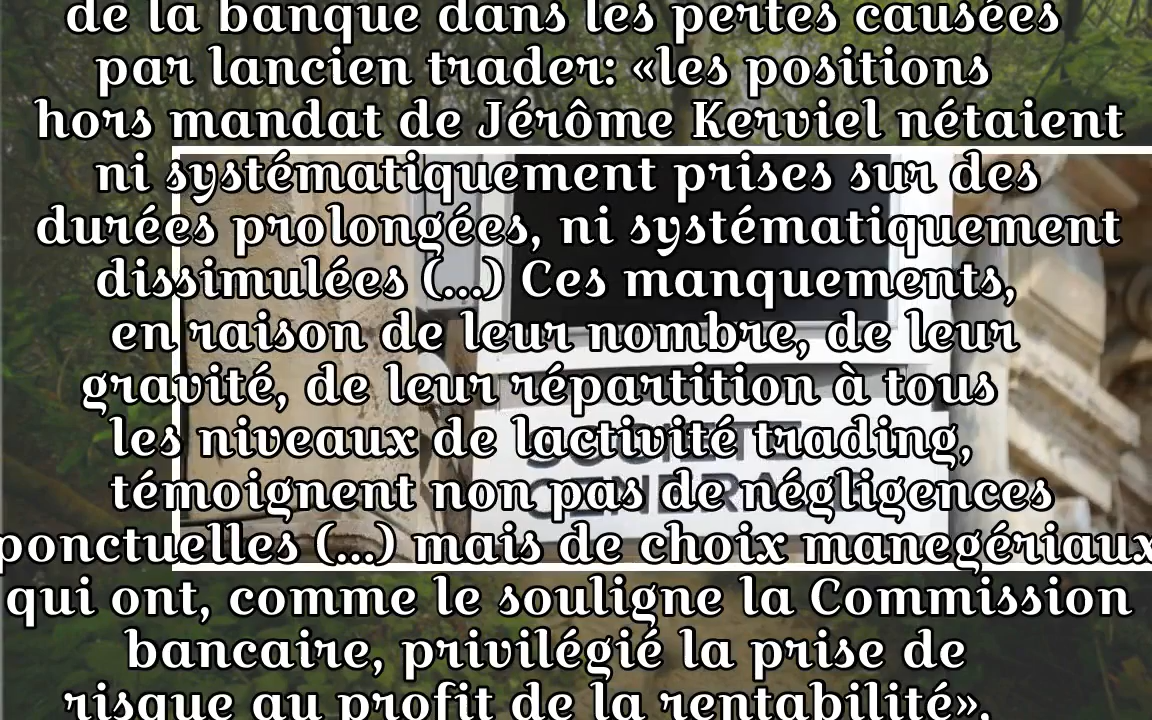 de la banque dans les pertes causées
par lancien trader: «les positions
hors mandat de Jérôme Kerviel nétaient
ni systématiquement prises sur des
durées prolongées, ni systématiquement
dissimulées (...) Ces manquements,
en raison de leur nombre, de leur
gravité, de leur répartition à tous
les niveaux de lactivité trading,
témoignent non pas de négligences
ponctuelles (...) mais de choix manegériaux
qui ont, comme le souligne la Commission
bancaire, privilégié la prise de
risque au profit de la rentabilité».
SOCIETE
GENERALE